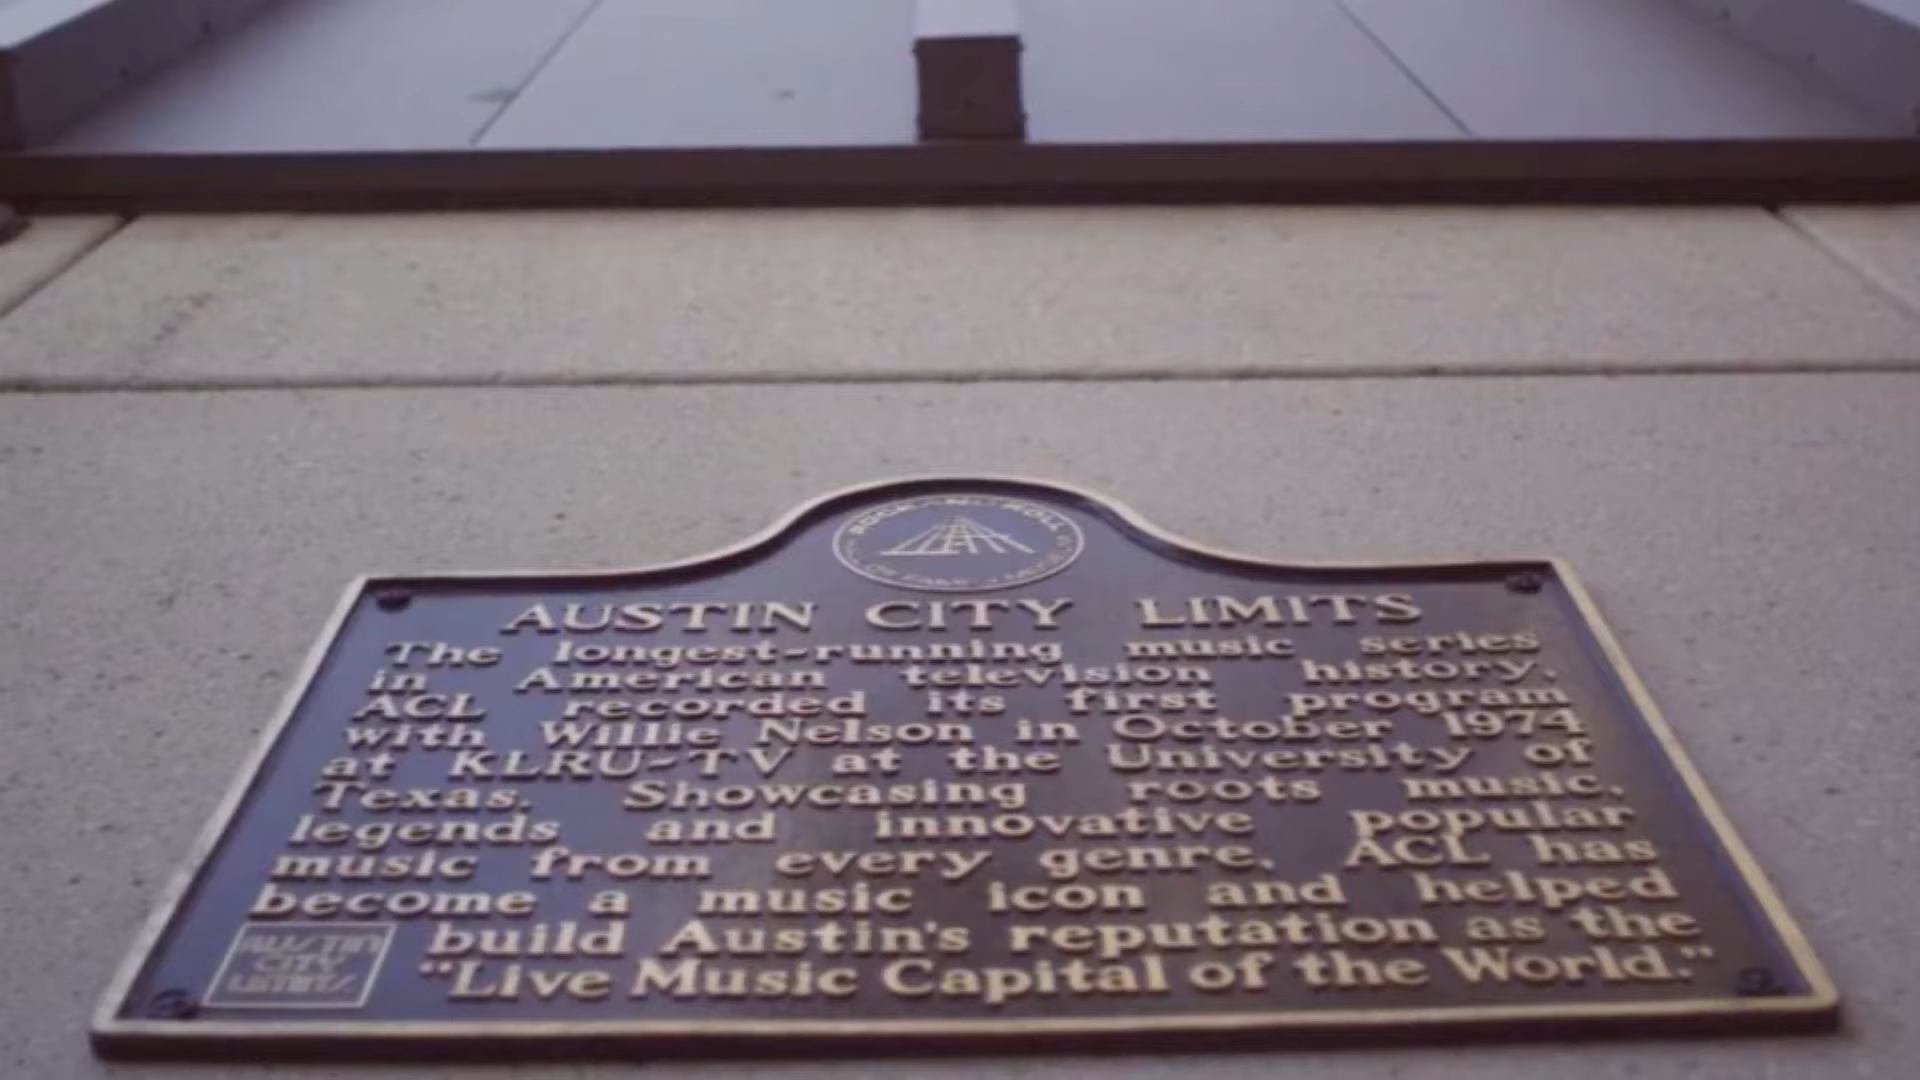 ROCK AND ROLL
AUSTIN CITY LIMITS
The longest-running music series
in American television history,
ACL recorded its first program
with Willie Nelson in October 1974
at KLRU-TV at the University of
Texas. Showcasing roots music,
legends and innovative popular
music from every genre, ACL has
become a music icon and helped
build Austin's reputation as the
"Live Music Capital of the World."
AUSTIN
CITY
LIMITS